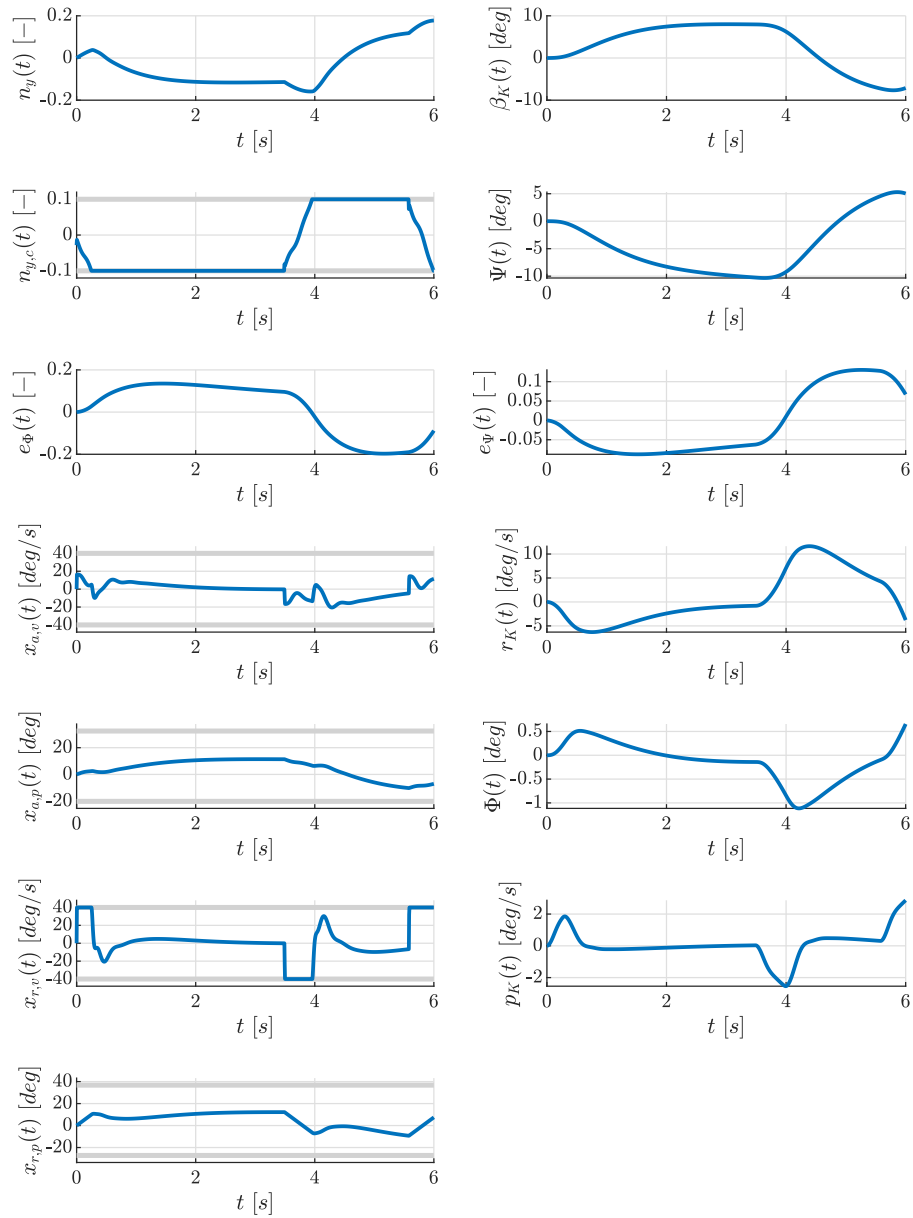 n_y(t) [−]
0.2
0
-0.2
0 2 4 6
t [s]
β_K(t) [deg]
10
0
-10
0 2 4 6
t [s]
n_{y,c}(t) [−]
0.1
0
-0.1
0 2 4 6
t [s]
Ψ(t) [deg]
5
0
-5
-10
0 2 4 6
t [s]
e_Φ(t) [−]
0.2
0
-0.2
0 2 4 6
t [s]
e_Ψ(t) [−]
0.1
0.05
0
-0.05
0 2 4 6
t [s]
x_{a,v}(t) [deg/s]
40
20
0
-20
-40
0 2 4 6
t [s]
r_K(t) [deg/s]
10
5
0
-5
0 2 4 6
t [s]
x_{a,p}(t) [deg]
20
0
-20
0 2 4 6
t [s]
Φ(t) [deg]
0.5
0
-0.5
-1
0 2 4 6
t [s]
x_{r,v}(t) [deg/s]
40
20
0
-20
-40
0 2 4 6
t [s]
p_K(t) [deg/s]
2
0
-2
0 2 4 6
t [s]
x_{r,p}(t) [deg]
40
20
0
-20
0 2 4 6
t [s]